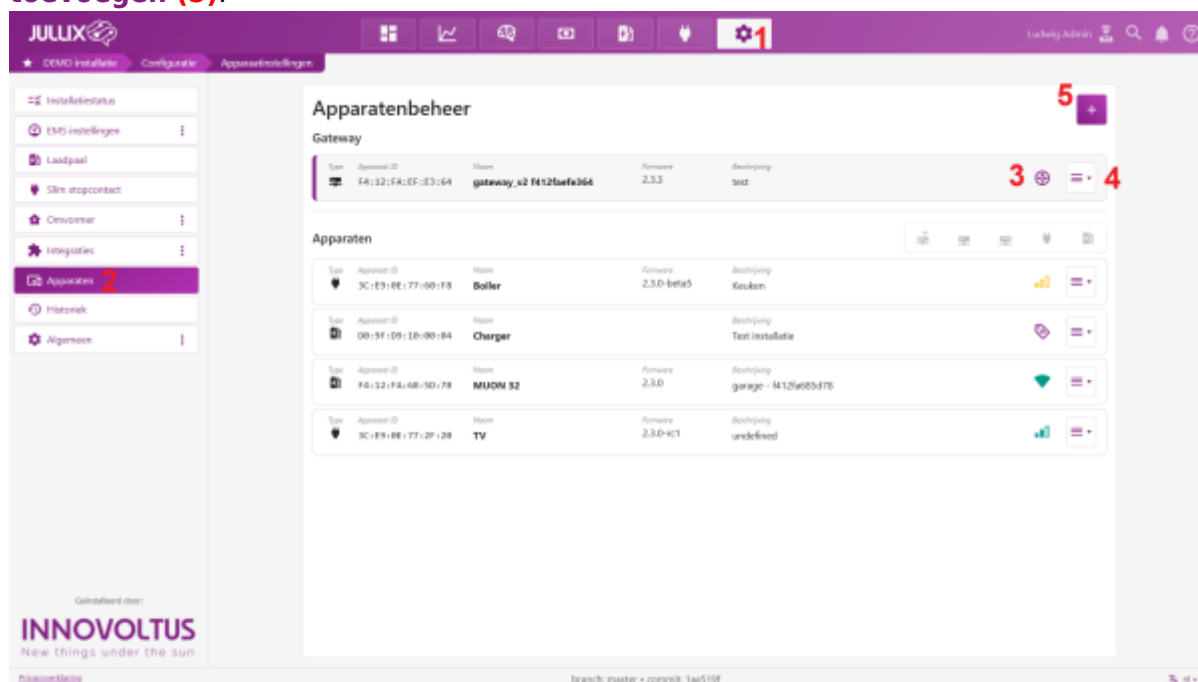 toevoegen (5).
JULLIX
1
Ludwig Admin
DEMO installatie Configuratie Apparaatinstellingen
Installatiestatus
EMS instellingen
Laadpaal
Slim stopcontact
Omvormer
Integraties
Apparaten 2
Historiek
Algemeen
Apparatenbeheer
5
+
Gateway
Type Apparaat ID Naam Firmware Beschrijving
F4:12:FA:EF:E3:64 gateway_v2 f412faefe364 2.3.3 test
3
4
Apparaten
Type Apparaat ID Naam Firmware Beschrijving
3C:E9:0E:77:60:F8 Boiler 2.3.0-beta5 Keuken
Type Apparaat ID Naam Firmware Beschrijving
D0:9F:D9:10:00:04 Charger Test installatie
Type Apparaat ID Naam Firmware Beschrijving
F4:12:FA:68:5D:78 MUON 32 2.3.0 garage - f412fa685d78
Type Apparaat ID Naam Firmware Beschrijving
3C:E9:0E:77:2F:20 TV 2.3.0-rc1 undefined
Geïnstalleerd door:
INNOVOLTUS
New things under the sun
Privacyverklaring
branch: master • commit: 1ae519f
nl